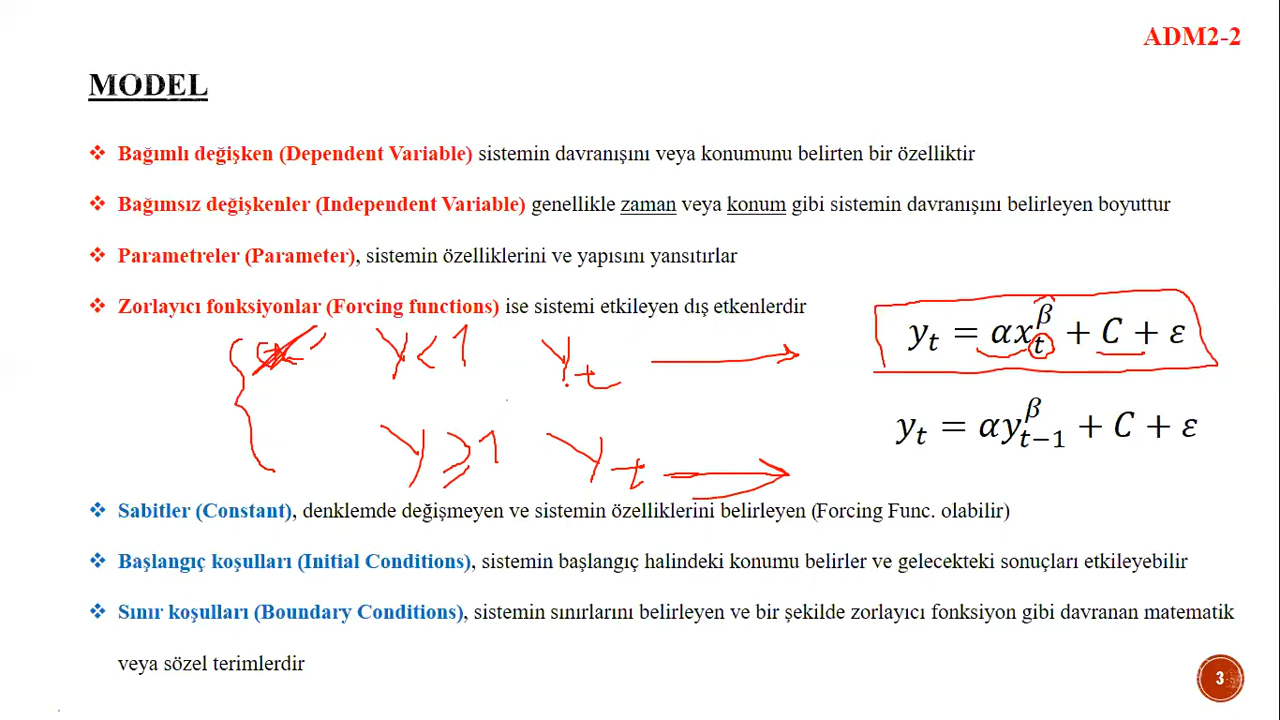 ADM2-2
MODEL
❖ Bağımlı değişken (Dependent Variable) sistemin davranışını veya konumunu belirten bir özelliktir
❖ Bağımsız değişkenler (Independent Variable) genellikle zaman veya konum gibi sistemin davranışını belirleyen boyuttur
❖ Parametreler (Parameter), sistemin özelliklerini ve yapısını yansıtırlar
❖ Zorlayıcı fonksiyonlar (Forcing functions) ise sistemi etkileyen dış etkenlerdir
y_t = αx_t^β + C + ε
Y < 1 Y_t
y_t = αy_{t-1}^β + C + ε
Y ≥ 1 Y_t
❖ Sabitler (Constant), denklemde değişmeyen ve sistemin özelliklerini belirleyen (Forcing Func. olabilir)
❖ Başlangıç koşulları (Initial Conditions), sistemin başlangıç halindeki konumu belirler ve gelecekteki sonuçları etkileyebilir
❖ Sınır koşulları (Boundary Conditions), sistemin sınırlarını belirleyen ve bir şekilde zorlayıcı fonksiyon gibi davranan matematik
veya sözel terimlerdir
3